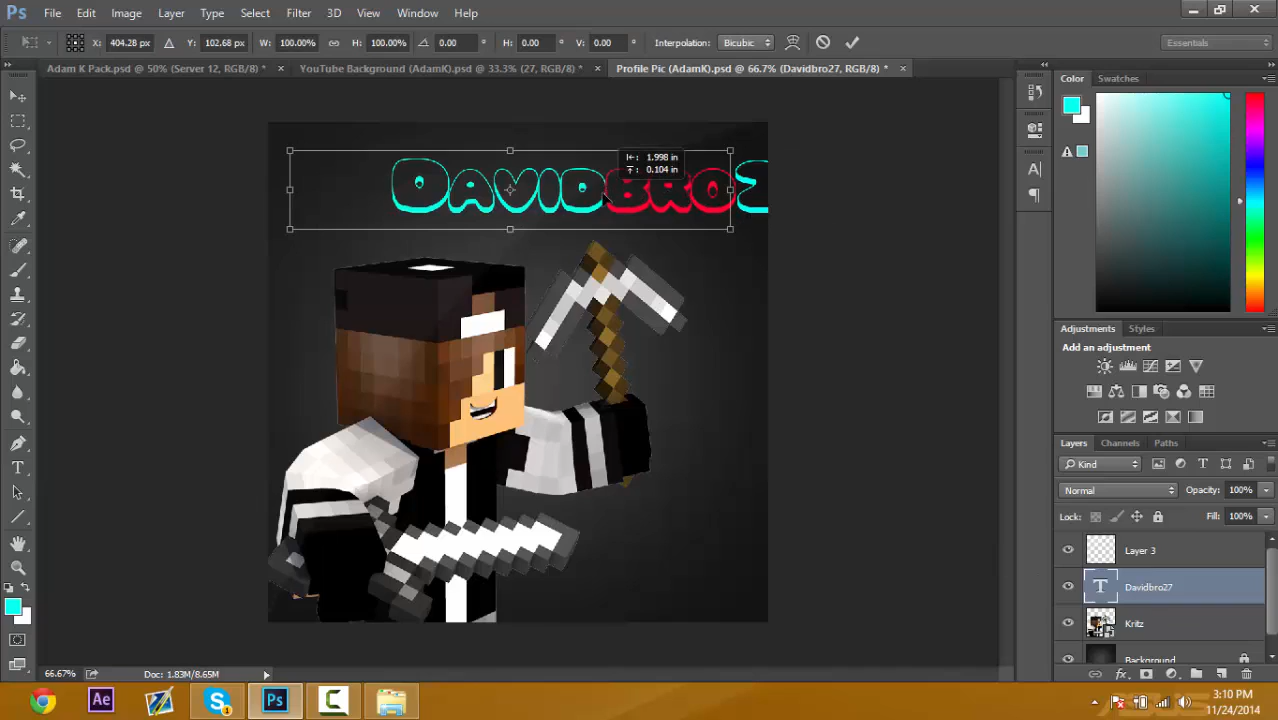 Ps File Edit Image Layer Type Select Filter 3D View Window Help
X: 404.28 px Y: 102.68 px W: 100.00% H: 100.00% 0.00 ° H: 0.00 ° V: 0.00 ° Interpolation: Bicubic Essentials
Adam K Pack.psd @ 50% (Server 12, RGB/8) * × YouTube Background (AdamK).psd @ 33.3% (27, RGB/8) * × Profile Pic (AdamK).psd @ 66.7% (Davidbro27, RGB/8) * ×
Color Swatches
1.998 in
0.104 in
DavidBro2
Adjustments Styles
Add an adjustment
Layers Channels Paths
Kind
Normal Opacity: 100%
Lock: Fill: 100%
Layer 3
T Davidbro27
Kritz
Background
66.67% Doc: 1.83M/8.65M
Ae Ps
3:10 PM
11/24/2014